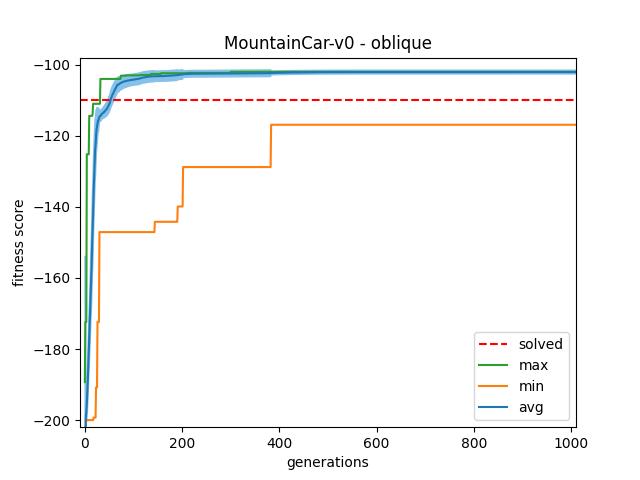 MountainCar-v0 - oblique
fitness score
−100
−120
−140
−160
−180
−200
0 200 400 600 800 1000
generations
solved
max
min
avg